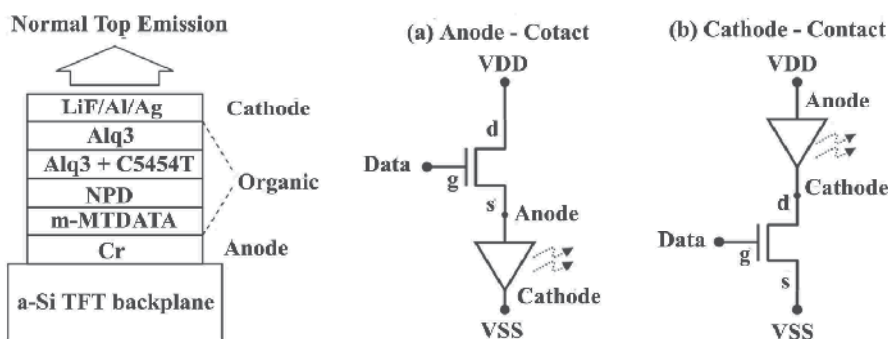 Normal Top Emission
LiF/Al/Ag
Cathode
Alq3
Alq3 + C5454T
Organic
NPD
m-MTDATA
Cr
Anode
a-Si TFT backplane
(a) Anode - Cotact
VDD
d
Data
g
s
Anode
Cathode
VSS
(b) Cathode - Contact
VDD
Anode
Cathode
d
Data
g
s
VSS